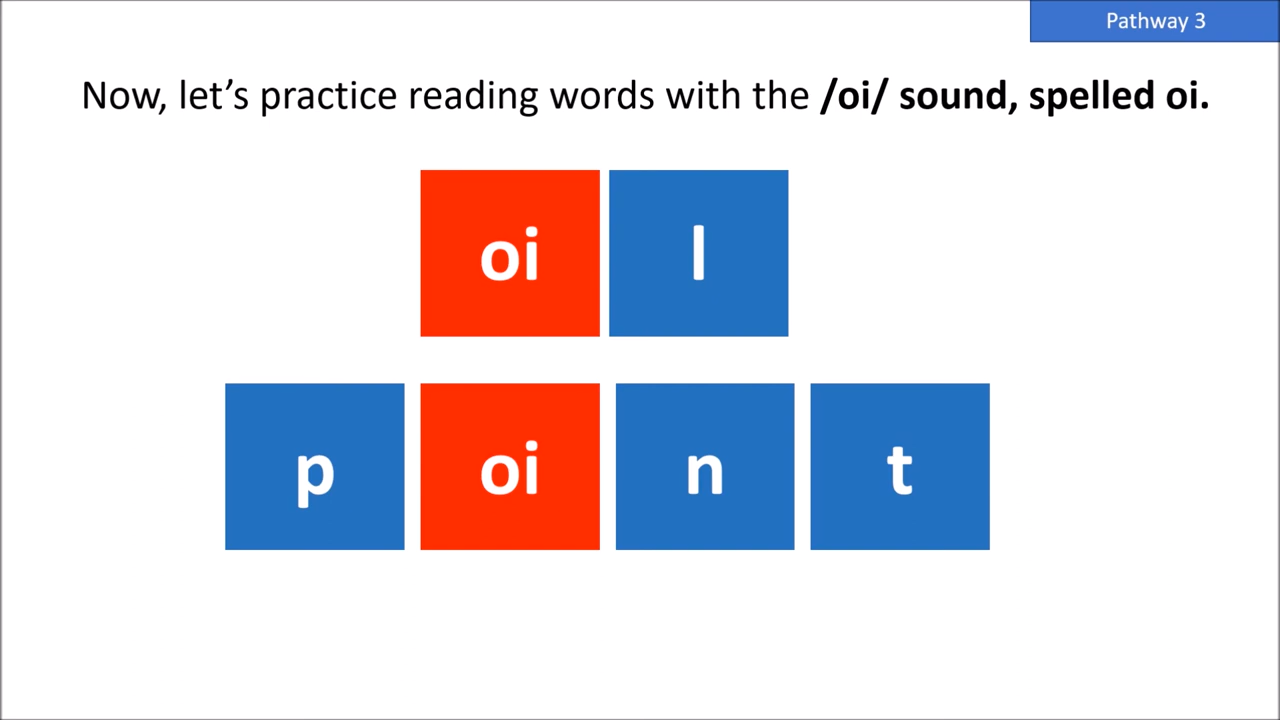 Pathway 3
Now, let’s practice reading words with the /oi/ sound, spelled oi.
oi l
p oi n t